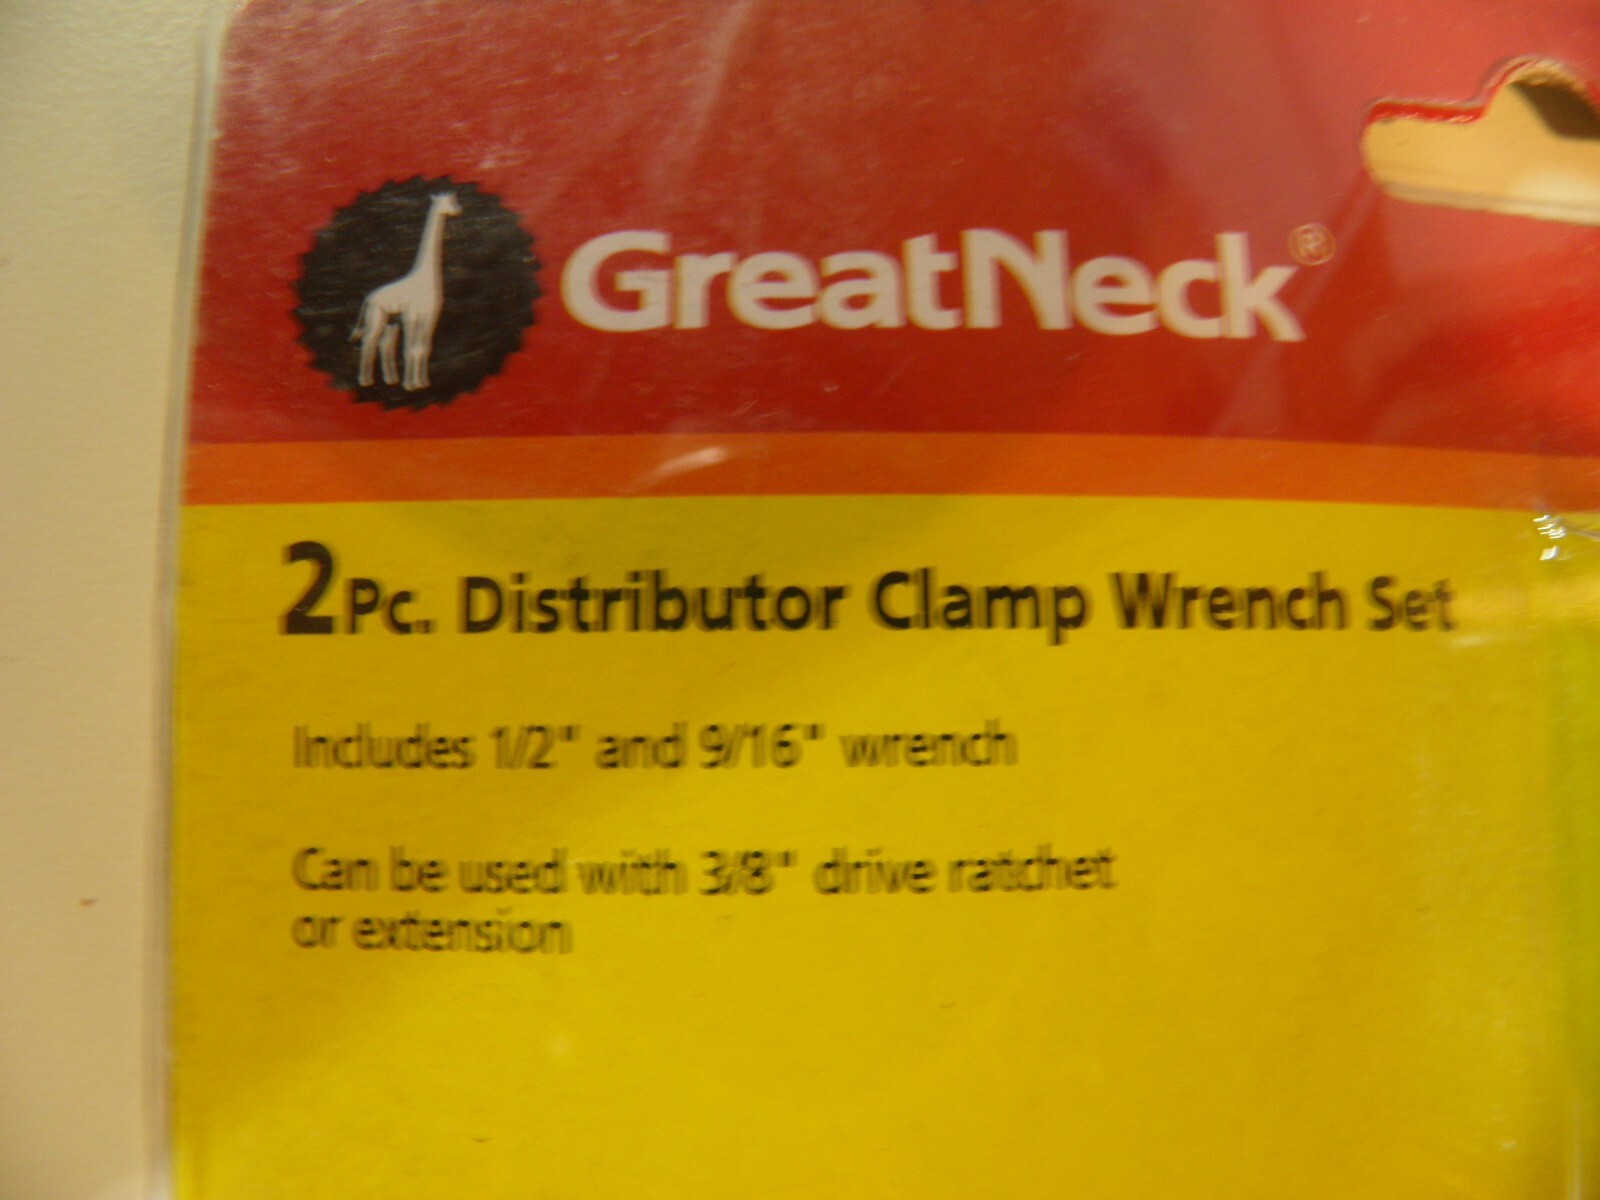 GreatNeck®
2Pc. Distributor Clamp Wrench Set
Includes 1/2" and 9/16" wrench
Can be used with 3/8" drive ratchet
or extension